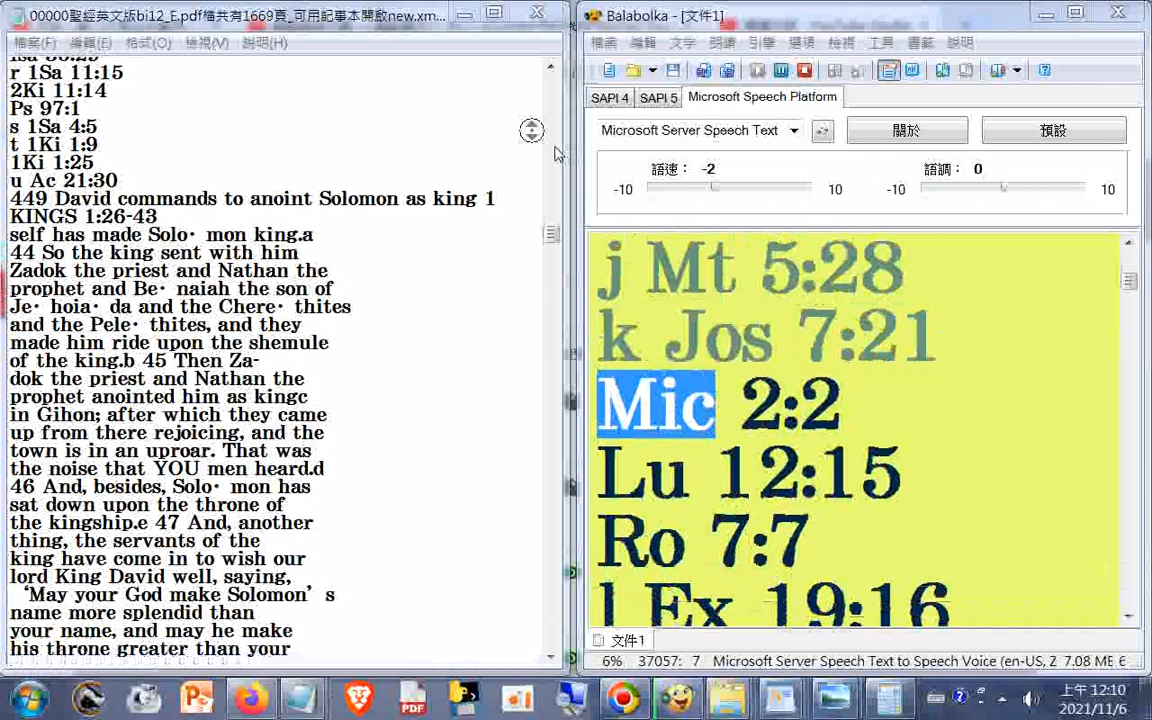 00000聖經英文版bi12_E.pdf檔共有1669頁_可用記事本開啟new.xm...
檔案(F) 編輯(E) 格式(O) 檢視(V) 說明(H)
r 1Sa 11:15
2Ki 11:14
Ps 97:1
s 1Sa 4:5
t 1Ki 1:9
1Ki 1:25
u Ac 21:30
449 David commands to anoint Solomon as king 1
KINGS 1:26-43
self has made Solo· mon king.a
44 So the king sent with him
Zadok the priest and Nathan the
prophet and Be· naiah the son of
Je· hoia· da and the Chere· thites
and the Pele· thites, and they
made him ride upon the shemule
of the king.b 45 Then Za-
dok the priest and Nathan the
prophet anointed him as kingc
in Gihon; after which they came
up from there rejoicing, and the
town is in an uproar. That was
the noise that YOU men heard.d
46 And, besides, Solo· mon has
sat down upon the throne of
the kingship.e 47 And, another
thing, the servants of the
king have come in to wish our
lord King David well, saying,
‘May your God make Solomon’s
name more splendid than
your name, and may he make
his throne greater than your
Balabolka - [文件1]
檔案 編輯 文字 朗讀 引擎 選項 檢視 工具 書籤 說明
SAPI 4 SAPI 5 Microsoft Speech Platform
Microsoft Server Speech Text 關於 預設
語速: -2 語調: 0
-10 10 -10 10
j Mt 5:28
k Jos 7:21
Mic 2:2
Lu 12:15
Ro 7:7
l Ex 19:16
文件1
6% 37057: 7 Microsoft Server Speech Text to Speech Voice (en-US, 2 7.08 MB 6
PDF
上午 12:10
2021/11/6